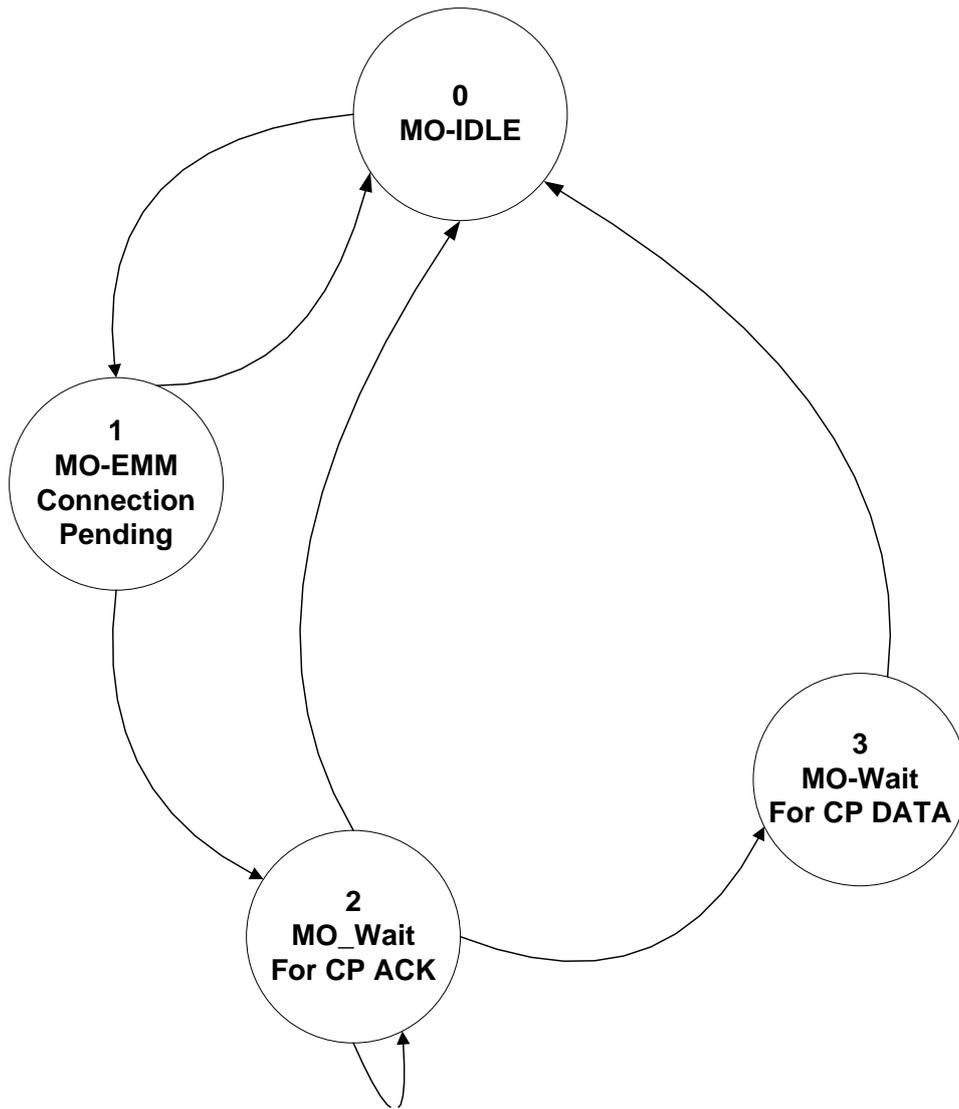 0
MO-IDLE
1
MO-EMM
Connection
Pending
3
MO-Wait
For CP DATA
2
MO_Wait
For CP ACK